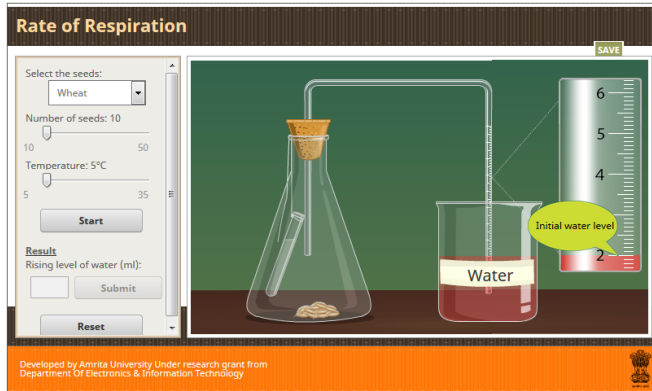 Rate of Respiration
SAVE
Select the seeds:
Wheat
Number of seeds: 10
10 50
Temperature: 5°C
5 35
Start
Result
Rising level of water (ml):
Submit
Reset
6
5
4
Initial water level
2
Water
Developed by Amrita University Under research grant from
Department Of Electronics & Information Technology